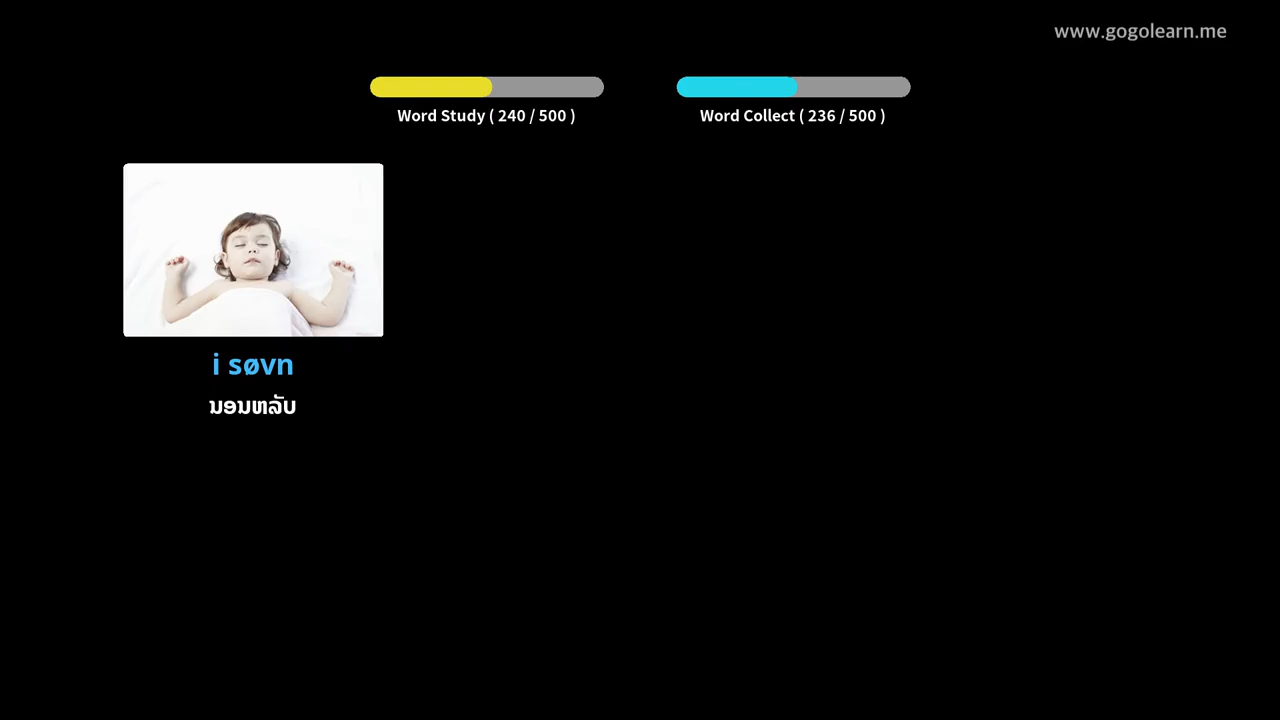 www.gogolearn.me
Word Study ( 240 / 500 )
Word Collect ( 236 / 500 )
i søvn
ນອນຫລັບ